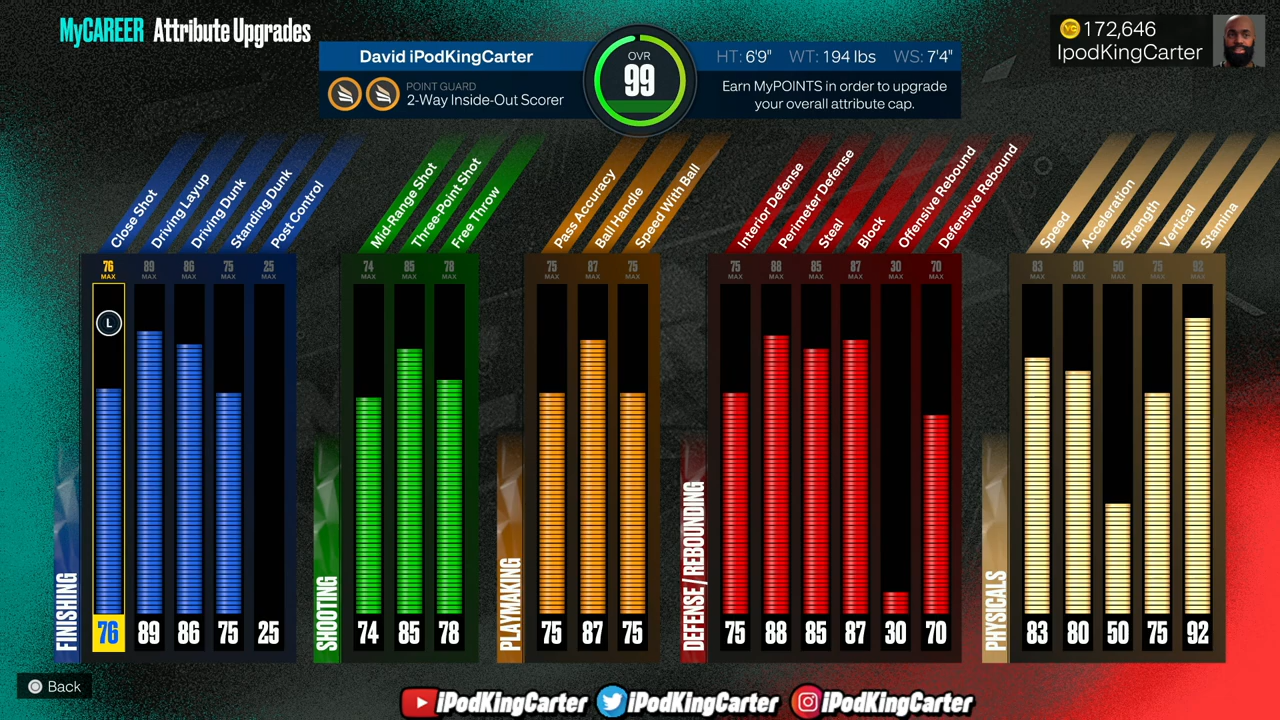 MyCAREER Attribute Upgrades
David iPodKingCarter
POINT GUARD
2-Way Inside-Out Scorer
OVR
99
HT: 6'9" WT: 194 lbs WS: 7'4"
Earn MyPOINTS in order to upgrade
your overall attribute cap.
VC 172,646
IpodKingCarter
Close Shot
Driving Layup
Driving Dunk
Standing Dunk
Post Control
Mid-Range Shot
Three-Point Shot
Free Throw
Pass Accuracy
Ball Handle
Speed With Ball
Interior Defense
Perimeter Defense
Steal
Block
Offensive Rebound
Defensive Rebound
Speed
Acceleration
Strength
Vertical
Stamina
76 89 86 75 25 74 85 78 75 87 75 75 88 85 87 30 70 83 80 50 75 92
MAX MAX MAX MAX MAX MAX MAX MAX MAX MAX MAX MAX MAX MAX MAX MAX MAX MAX MAX MAX MAX MAX
L
FINISHING
SHOOTING
PLAYMAKING
DEFENSE/REBOUNDING
PHYSICALS
76 89 86 75 25 74 85 78 75 87 75 75 88 85 87 30 70 83 80 50 75 92
Back
iPodKingCarter iPodKingCarter iPodKingCarter